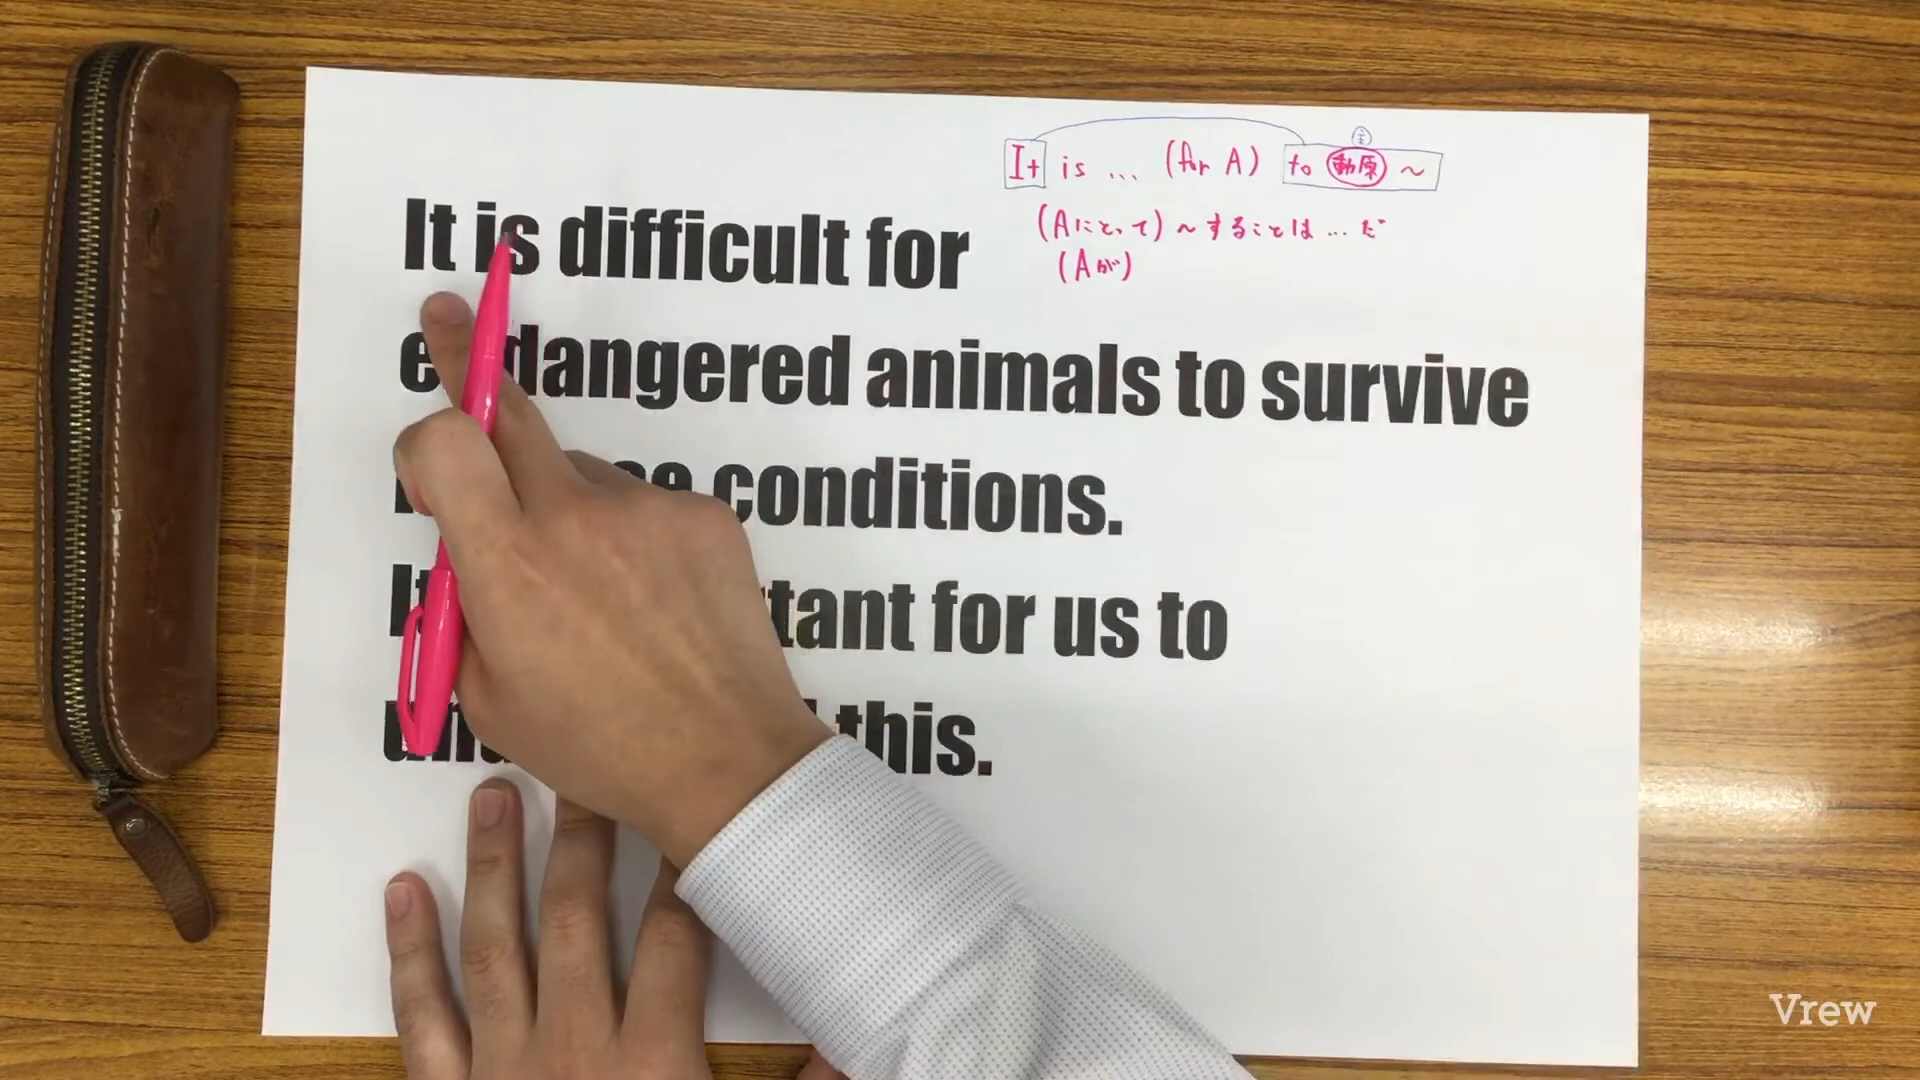 It is ... (for A) to 動原 ~
(Aにとって) ~することは...だ
(Aが)
It is difficult for
dangered animals to survive
conditions.
for us to
this.
Vrew